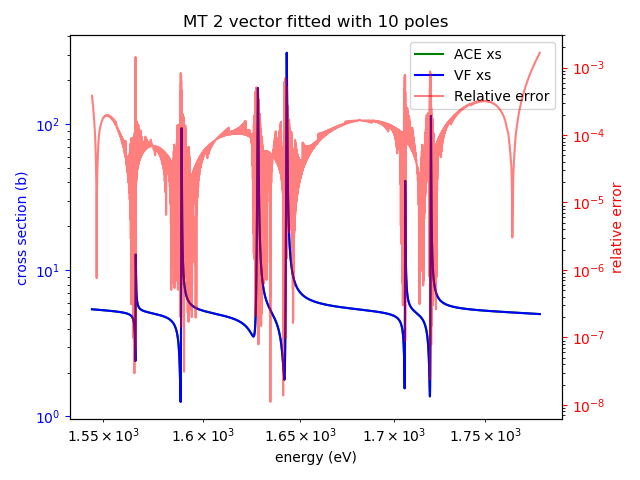 MT 2 vector fitted with 10 poles
ACE xs
VF xs
Relative error
cross section (b)
10²
10¹
10⁰
relative error
10⁻³
10⁻⁴
10⁻⁵
10⁻⁶
10⁻⁷
10⁻⁸
1.55×10³ 1.6×10³ 1.65×10³ 1.7×10³ 1.75×10³
energy (eV)